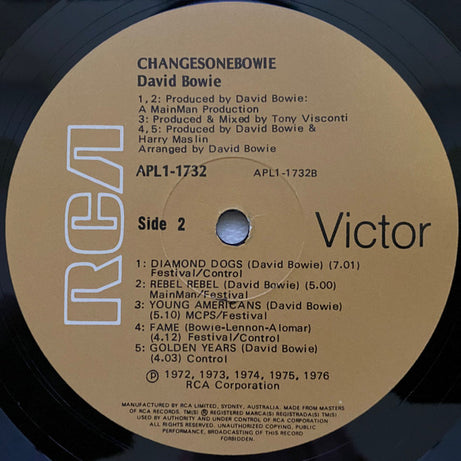 CHANGESONEBOWIE
David Bowie
1, 2: Produced by David Bowie:
A MainMan Production
3: Produced & Mixed by Tony Visconti
4, 5: Produced by David Bowie &
Harry Maslin
Arranged by David Bowie
APL1-1732 APL1-1732B
RCA
Side 2
Victor
1: DIAMOND DOGS (David Bowie) (7.01)
Festival/Control
2: REBEL REBEL (David Bowie) (5.00)
MainMan/Festival
3: YOUNG AMERICANS (David Bowie)
(5.10) MCPS/Festival
4: FAME (Bowie-Lennon-Alomar)
(4.12) Festival/Control
5: GOLDEN YEARS (David Bowie)
(4.03) Control
℗ 1972, 1973, 1974, 1975, 1976
RCA Corporation
MANUFACTURED BY RCA LIMITED, SYDNEY, AUSTRALIA. MADE FROM MASTERS
OF RCA RECORDS. TM(S) ® REGISTERED MARCA(S) REGISTRADA(S) TM(S)
USED BY AUTHORITY AND UNDER CONTROL OF RCA CORPORATION.
ALL RIGHTS RESERVED. UNAUTHORIZED COPYING, PUBLIC
PERFORMANCE, BROADCASTING OF THIS RECORD
FORBIDDEN.